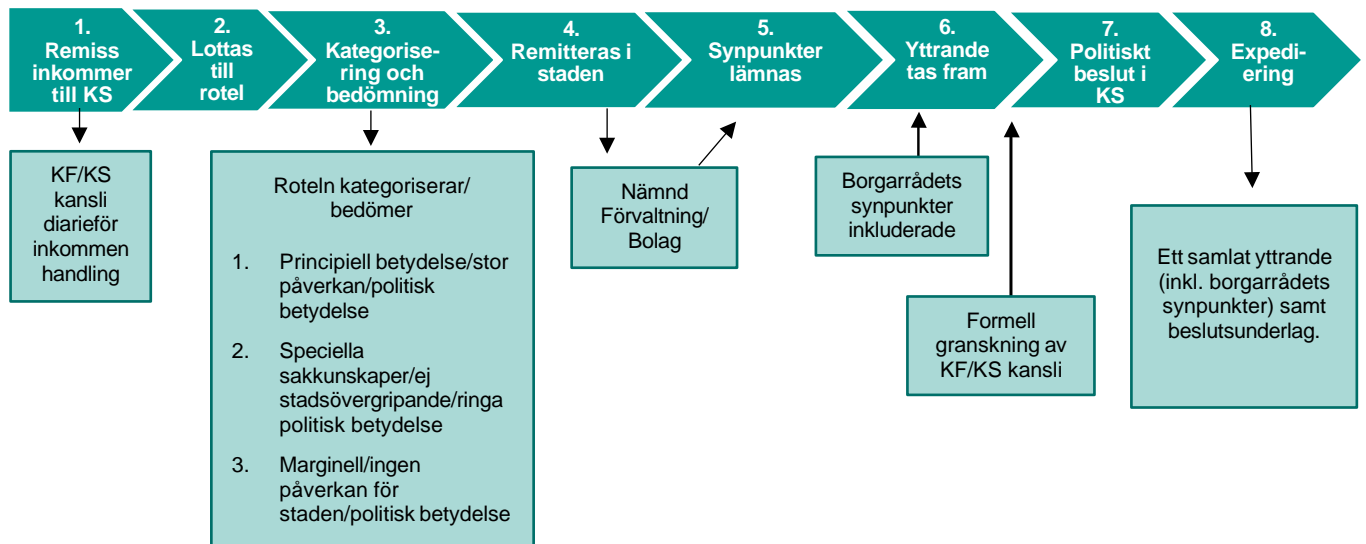 1.
Remiss
inkommer
till KS
2.
Lottas
till
rotel
3.
Kategorise-
ring och
bedömning
4.
Remitteras i
staden
5.
Synpunkter
lämnas
6.
Yttrande
tas fram
7.
Politiskt
beslut i
KS
8.
Expedi-
ering
KF/KS
kansli
diarieför
inkommen
handling
Roteln kategoriserar/
bedömer
1. Principiell betydelse/stor
påverkan/politisk
betydelse
2. Speciella
sakkunskaper/ej
stadsövergripande/ringa
politisk betydelse
3. Marginell/ingen
påverkan för
staden/politisk betydelse
Nämnd
Förvaltning/
Bolag
Borgarrådets
synpunkter
inkluderade
Formell
granskning av
KF/KS kansli
Ett samlat yttrande
(inkl. borgarrådets
synpunkter) samt
beslutsunderlag.